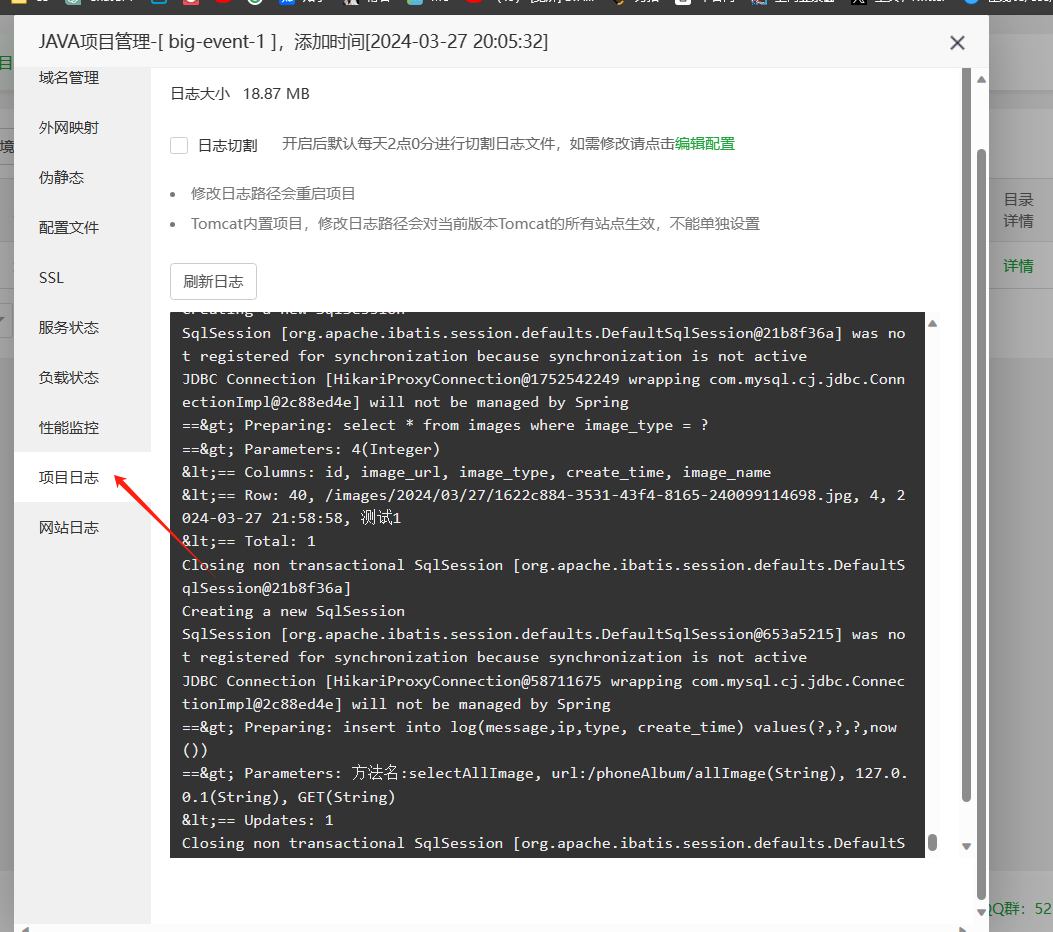 JAVA项目管理-[ big-event-1 ]，添加时间[2024-03-27 20:05:32]
域名管理
外网映射
伪静态
配置文件
SSL
服务状态
负载状态
性能监控
项目日志
网站日志
日志大小 18.87 MB
日志切割 开启后默认每天2点0分进行切割日志文件，如需修改请点击编辑配置
修改日志路径会重启项目
Tomcat内置项目，修改日志路径会对当前版本Tomcat的所有站点生效，不能单独设置
刷新日志
Creating a new SqlSession
SqlSession [org.apache.ibatis.session.defaults.DefaultSqlSession@21b8f36a] was no
t registered for synchronization because synchronization is not active
JDBC Connection [HikariProxyConnection@1752542249 wrapping com.mysql.cj.jdbc.Conn
ectionImpl@2c88ed4e] will not be managed by Spring
==&gt; Preparing: select * from images where image_type = ?
==&gt; Parameters: 4(Integer)
&lt;== Columns: id, image_url, image_type, create_time, image_name
&lt;== Row: 40, /images/2024/03/27/1622c884-3531-43f4-8165-240099114698.jpg, 4, 2
024-03-27 21:58:58, 测试1
&lt;== Total: 1
Closing non transactional SqlSession [org.apache.ibatis.session.defaults.DefaultS
qlSession@21b8f36a]
Creating a new SqlSession
SqlSession [org.apache.ibatis.session.defaults.DefaultSqlSession@653a5215] was no
t registered for synchronization because synchronization is not active
JDBC Connection [HikariProxyConnection@58711675 wrapping com.mysql.cj.jdbc.Connec
tionImpl@2c88ed4e] will not be managed by Spring
==&gt; Preparing: insert into log(message,ip,type, create_time) values(?,?,?,now
())
==&gt; Parameters: 方法名:selectAllImage, url:/phoneAlbum/allImage(String), 127.0.
0.1(String), GET(String)
&lt;== Updates: 1
Closing non transactional SqlSession [org.apache.ibatis.session.defaults.DefaultS
目录
详情
详情
QQ群：52